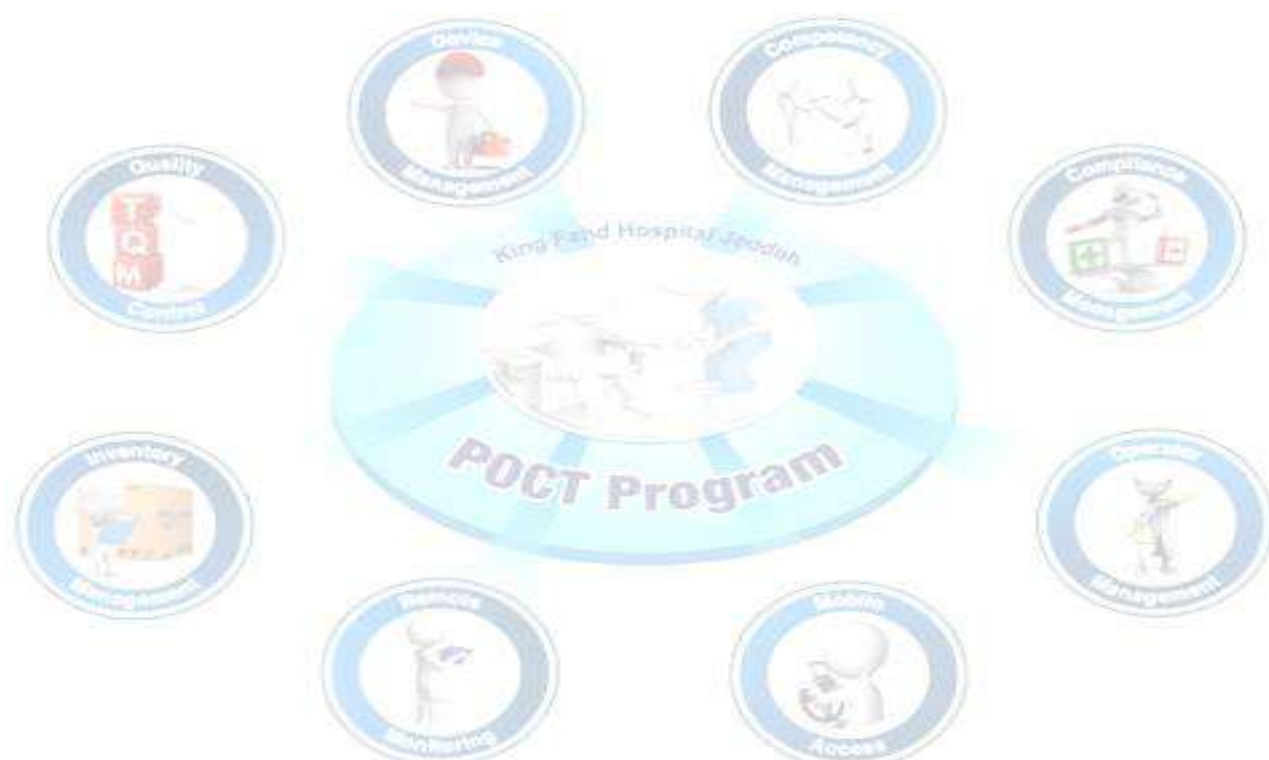 Device
Management
Competency
Management
Quality
Control
TQM
Compliance
Management
King Fahd Hospital Jeddah
POCT Program
Inventory
Management
Operator
Management
Remote
Monitoring
Mobile
Access